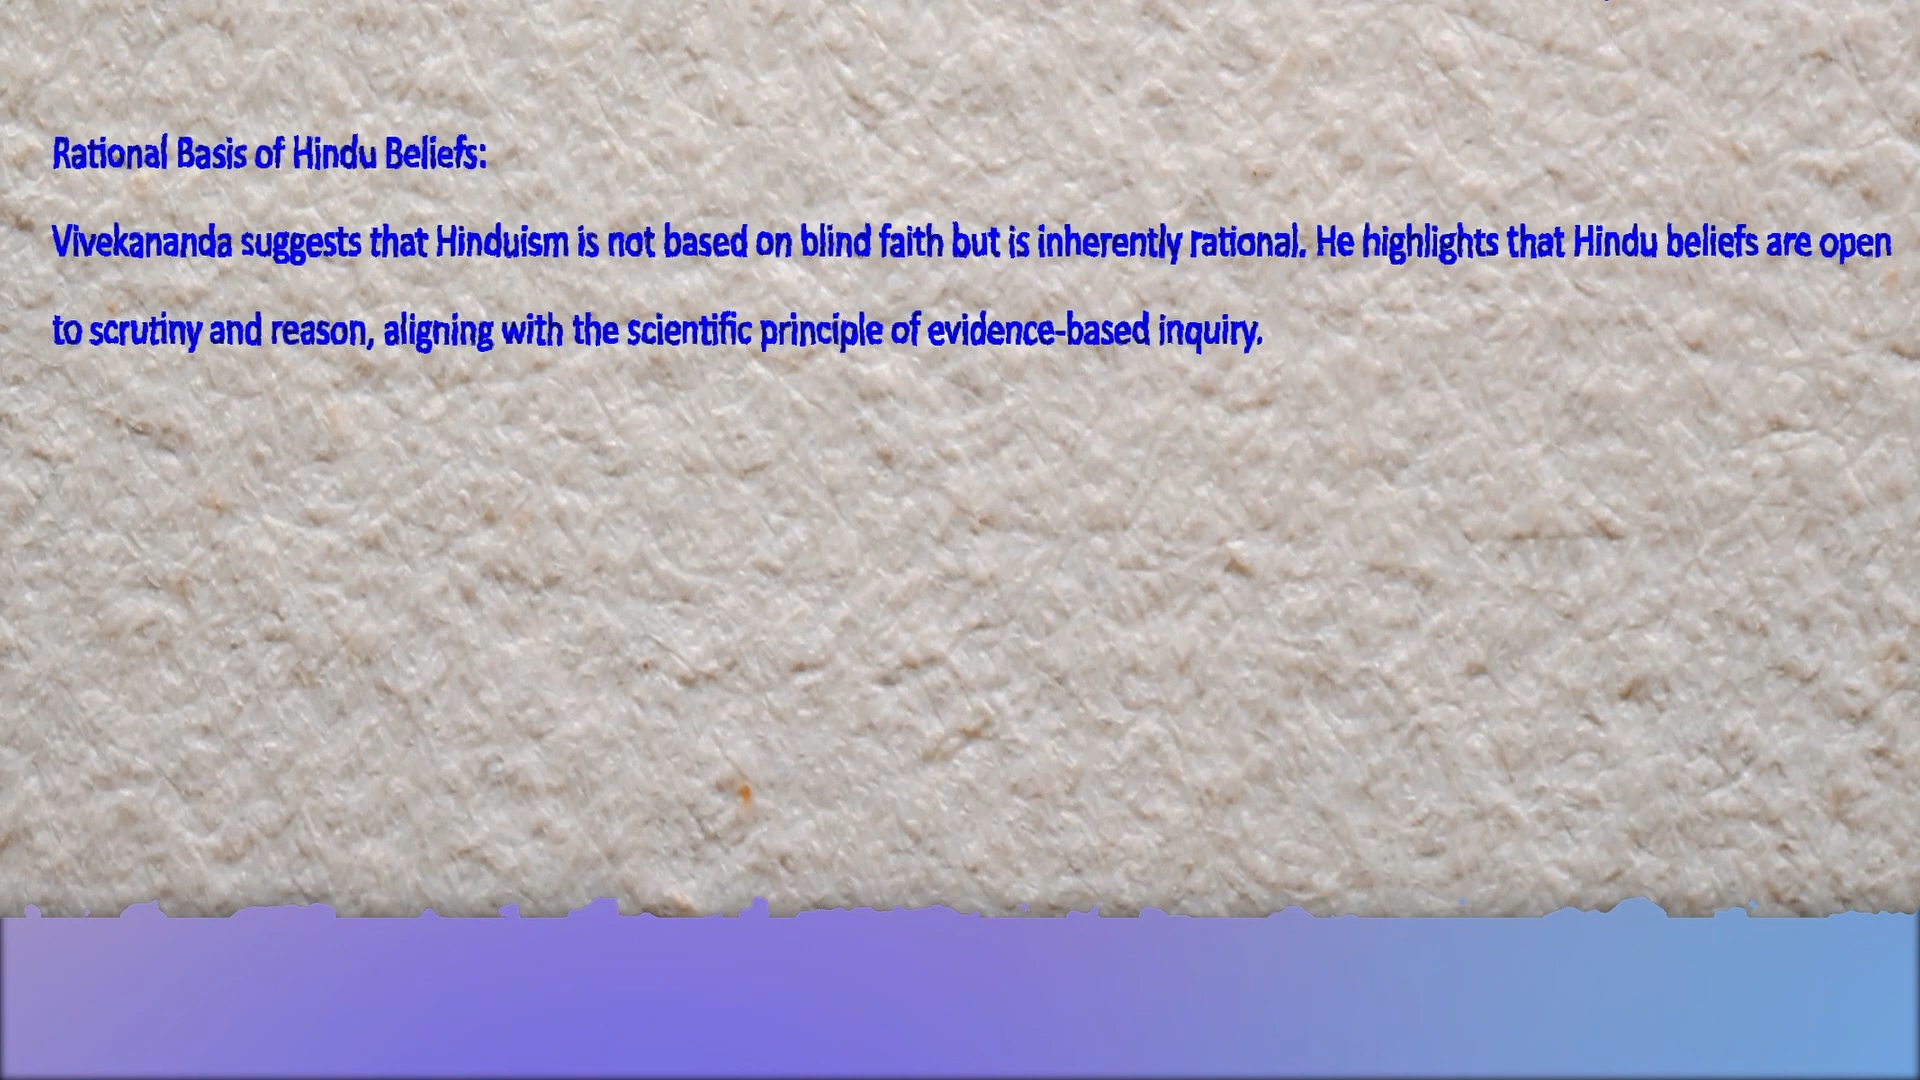 Rational Basis of Hindu Beliefs:
Vivekananda suggests that Hinduism is not based on blind faith but is inherently rational. He highlights that Hindu beliefs are open
to scrutiny and reason, aligning with the scientific principle of evidence-based inquiry.